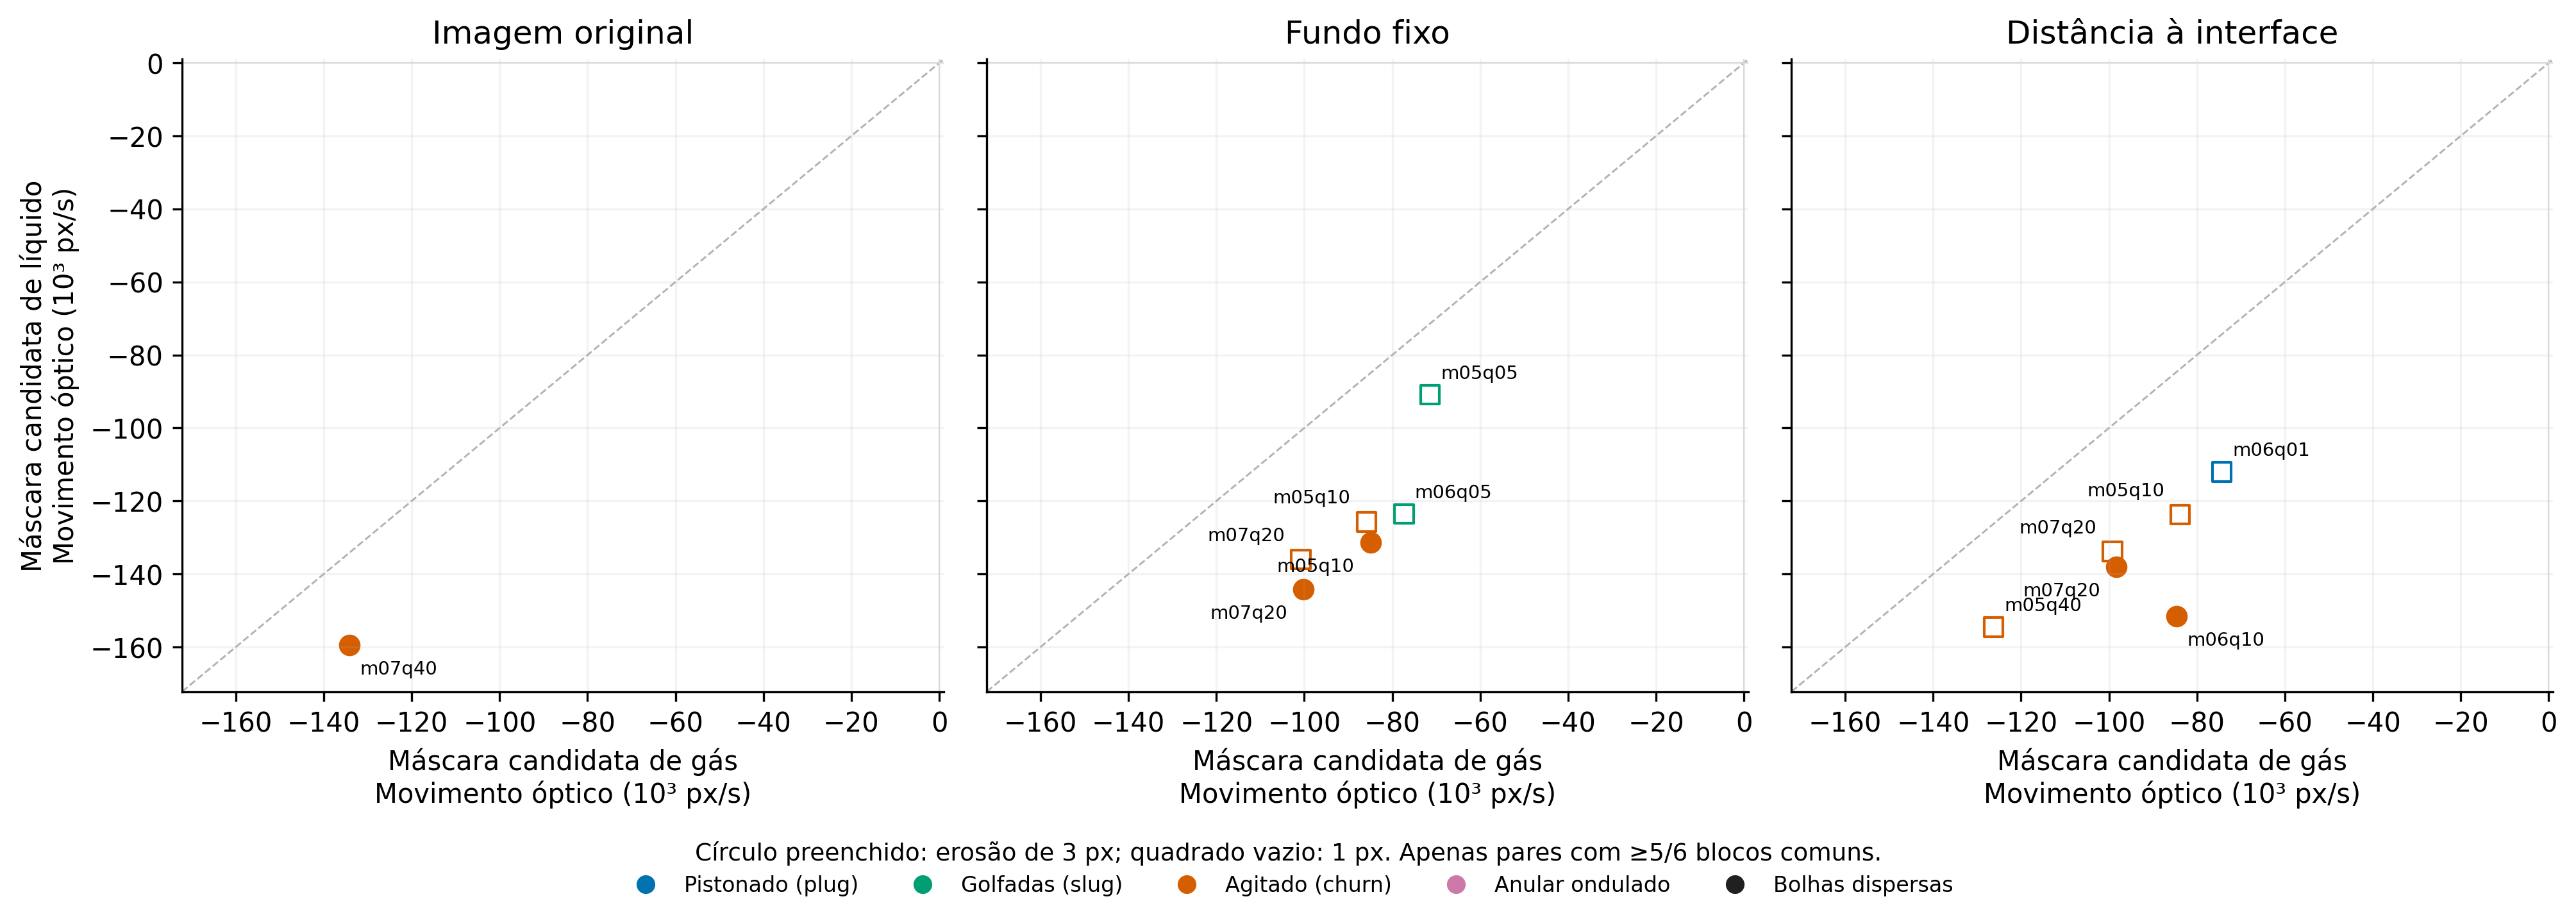 Imagem original
Fundo fixo
Distância à interface
Máscara candidata de líquido
Movimento óptico (10³ px/s)
0
−20
−40
−60
−80
−100
−120
−140
−160
m07q40
−160 −140 −120 −100 −80 −60 −40 −20 0
Máscara candidata de gás
Movimento óptico (10³ px/s)
m05q05
m05q10
m06q05
m07q20
m05q10
m07q20
−160 −140 −120 −100 −80 −60 −40 −20 0
Máscara candidata de gás
Movimento óptico (10³ px/s)
m06q01
m05q10
m07q20
m07q20
m05q40
m06q10
−160 −140 −120 −100 −80 −60 −40 −20 0
Máscara candidata de gás
Movimento óptico (10³ px/s)
Círculo preenchido: erosão de 3 px; quadrado vazio: 1 px. Apenas pares com ≥5/6 blocos comuns.
Pistonado (plug) Golfadas (slug) Agitado (churn) Anular ondulado Bolhas dispersas